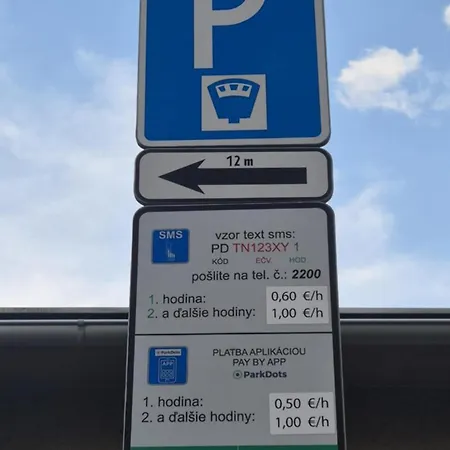 P
12 m
SMS
vzor text sms:
PD TN123XY 1
KÓD EČV. HOD.
pošlite na tel. č.: 2200
1. hodina: 0,60 €/h
2. a ďalšie hodiny: 1,00 €/h
ParkDots
APP
PLATBA APLIKÁCIOU
PAY BY APP
ParkDots
1. hodina: 0,50 €/h
2. a ďalšie hodiny: 1,00 €/h